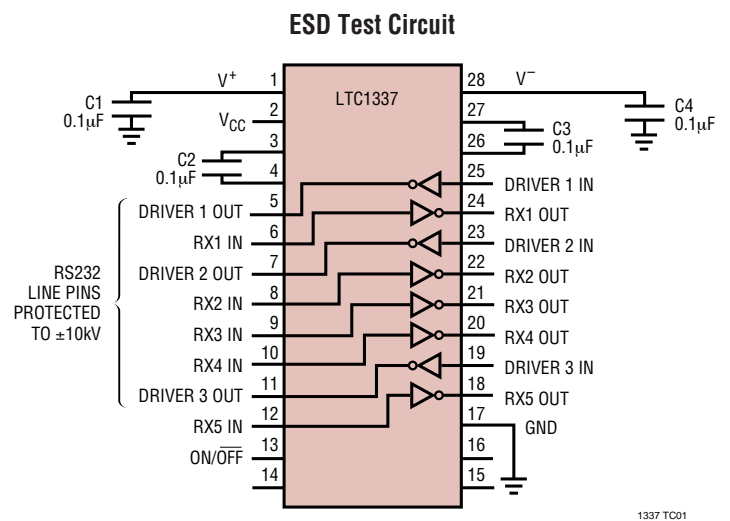 ESD Test Circuit
LTC1337
V+ 1
C1
0.1µF
2
VCC
3
C2
0.1µF
4
DRIVER 1 OUT 5
RX1 IN 6
DRIVER 2 OUT 7
RX2 IN 8
RX3 IN 9
RX4 IN 10
DRIVER 3 OUT 11
RX5 IN 12
ON/OFF 13
14
RS232
LINE PINS
PROTECTED
TO ±10kV
28 V−
C4
0.1µF
27
C3
0.1µF
26
25 DRIVER 1 IN
24 RX1 OUT
23 DRIVER 2 IN
22 RX2 OUT
21 RX3 OUT
20 RX4 OUT
19 DRIVER 3 IN
18 RX5 OUT
17 GND
16
15
1337 TC01